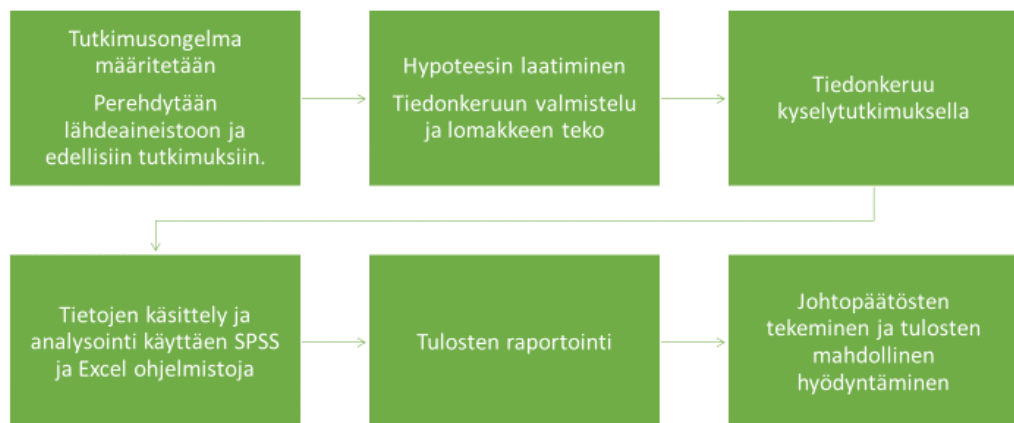 Tutkimusongelma
määritetään
Perehdytään
lähdeaineistoon ja
edellisiin tutkimuksiin.
Hypoteesin laatiminen
Tiedonkeruun valmistelu
ja lomakkeen teko
Tiedonkeruu
kyselytutkimuksella
Tietojen käsittely ja
analysointi käyttäen SPSS
ja Excel ohjelmistoja
Tulosten raportointi
Johtopäätösten
tekeminen ja tulosten
mahdollinen
hyödyntäminen